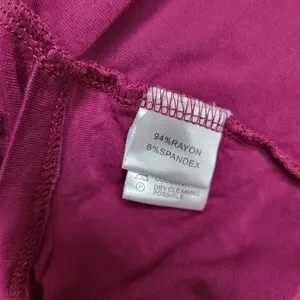 94%RAYON
6%SPANDEX
DRY CLEANING
POSSIBLE